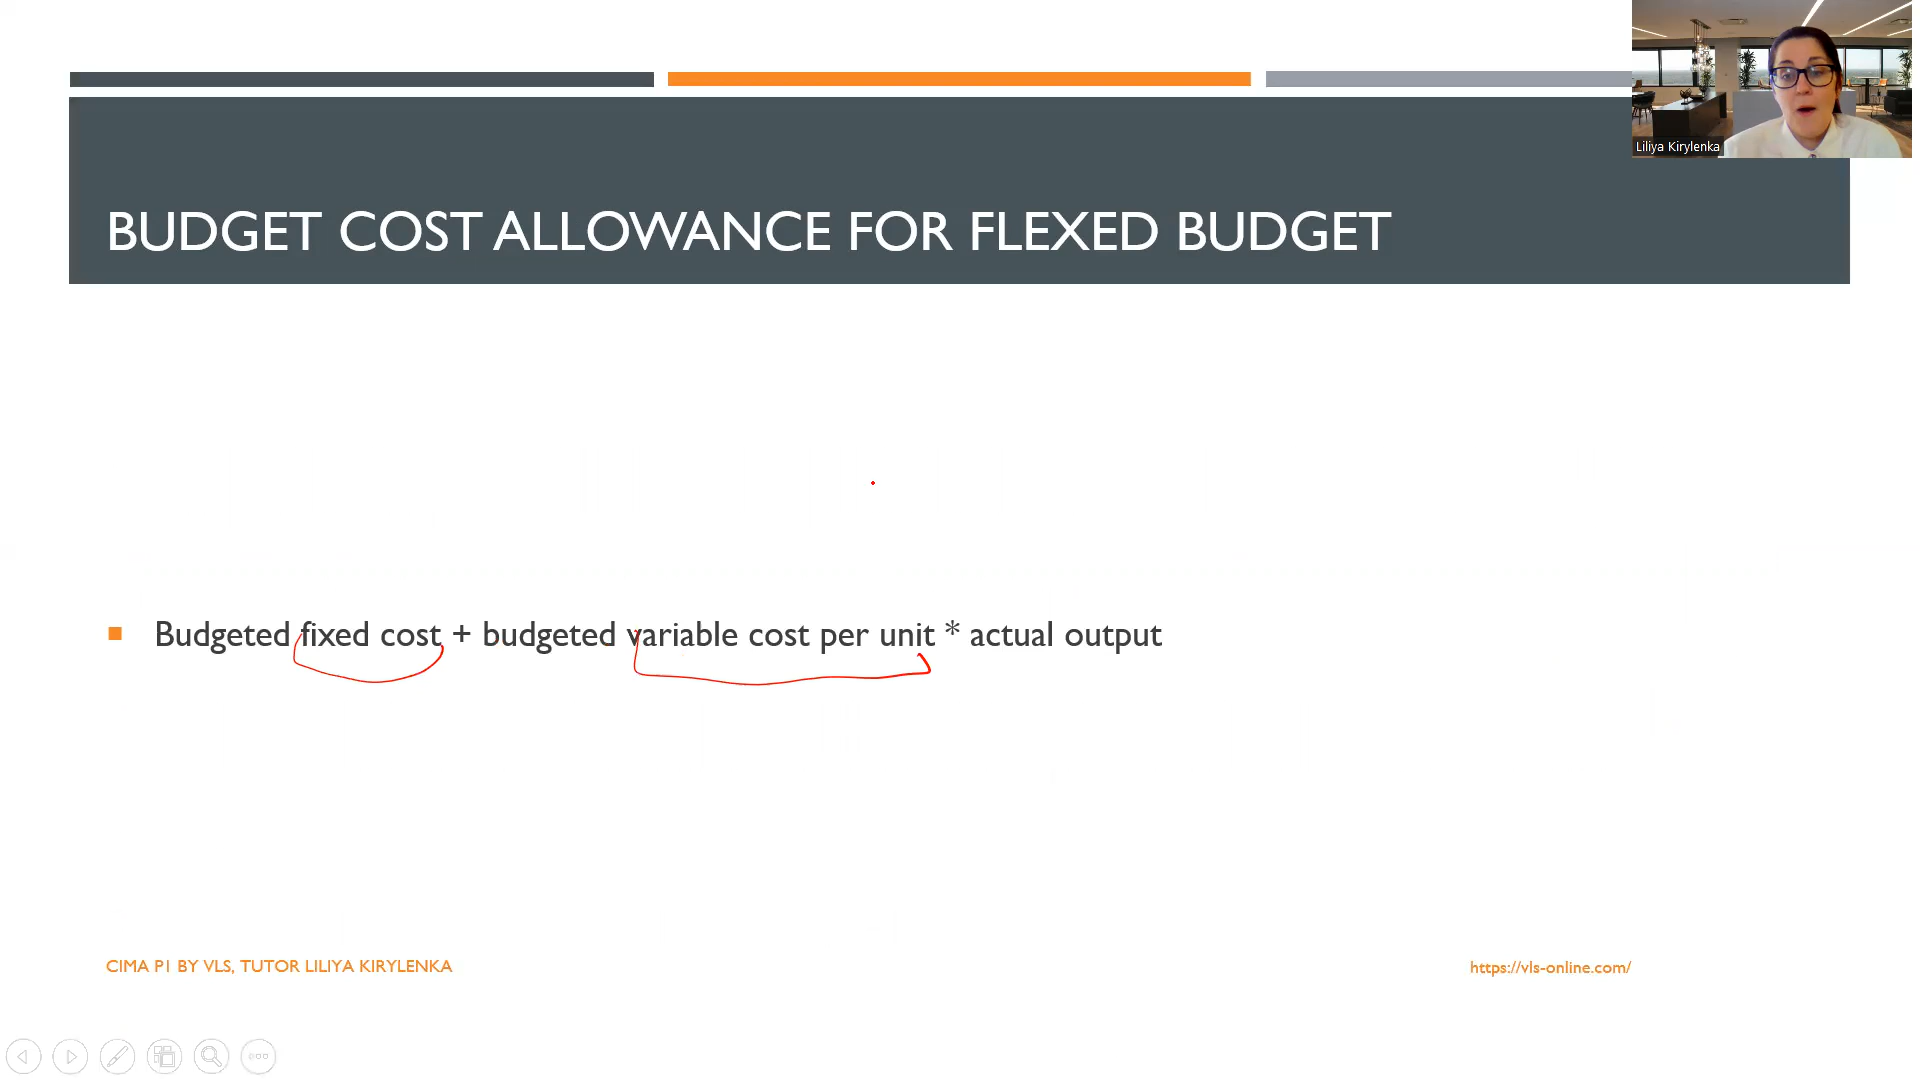 Liliya Kirylenka
BUDGET COST ALLOWANCE FOR FLEXED BUDGET
Budgeted fixed cost + budgeted variable cost per unit * actual output
CIMA P1 BY VLS, TUTOR LILIYA KIRYLENKA
https://vls-online.com/